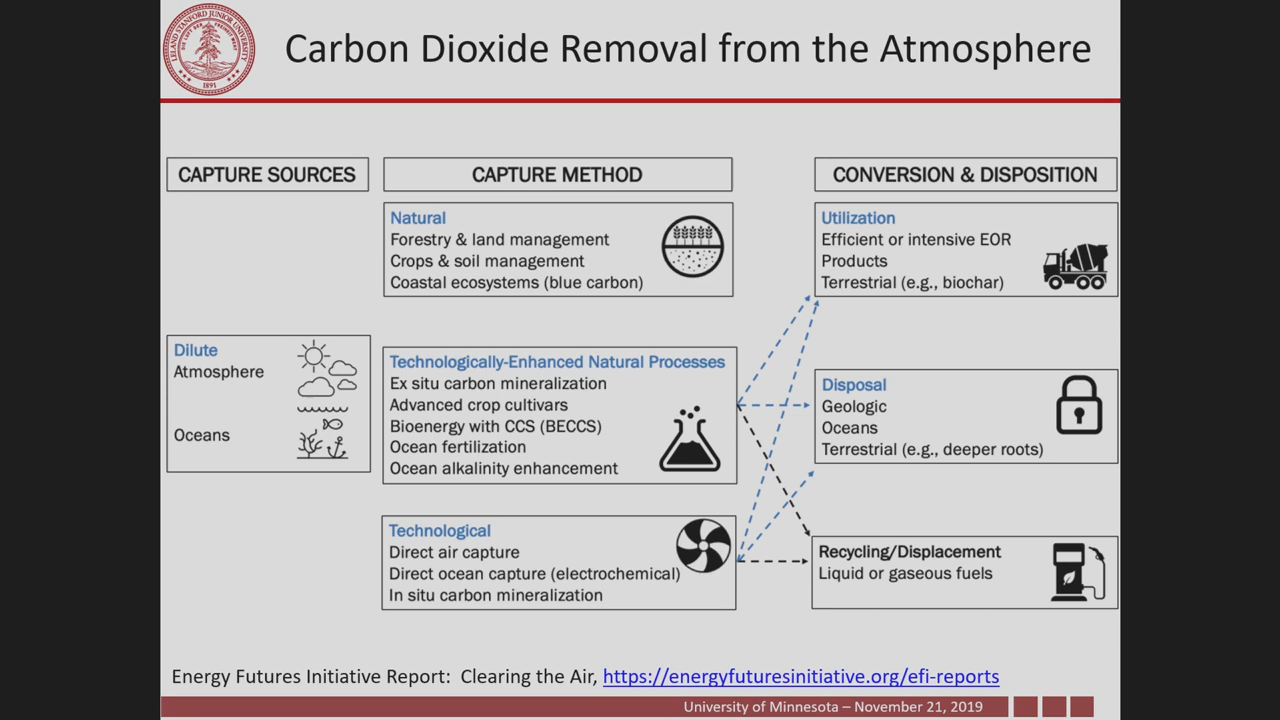 Carbon Dioxide Removal from the Atmosphere
LELAND STANFORD JUNIOR UNIVERSITY
1891
CAPTURE SOURCES
CAPTURE METHOD
CONVERSION & DISPOSITION
Natural
Forestry & land management
Crops & soil management
Coastal ecosystems (blue carbon)
Utilization
Efficient or intensive EOR
Products
Terrestrial (e.g., biochar)
Dilute
Atmosphere
Oceans
Technologically-Enhanced Natural Processes
Ex situ carbon mineralization
Advanced crop cultivars
Bioenergy with CCS (BECCS)
Ocean fertilization
Ocean alkalinity enhancement
Disposal
Geologic
Oceans
Terrestrial (e.g., deeper roots)
Technological
Direct air capture
Direct ocean capture (electrochemical)
In situ carbon mineralization
Recycling/Displacement
Liquid or gaseous fuels
Energy Futures Initiative Report:  Clearing the Air, https://energyfuturesinitiative.org/efi-reports
University of Minnesota – November 21, 2019